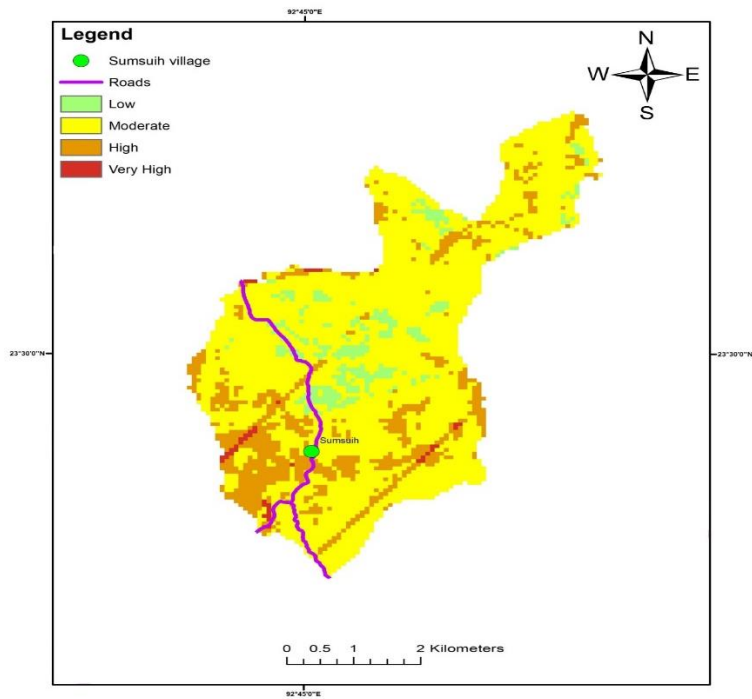 92°45'0"E
Legend
Sumsuih village
Roads
Low
Moderate
High
Very High
N
W E
S
23°30'0"N
23°30'0"N
Sumsuih
0 0.5 1 2 Kilometers
92°45'0"E